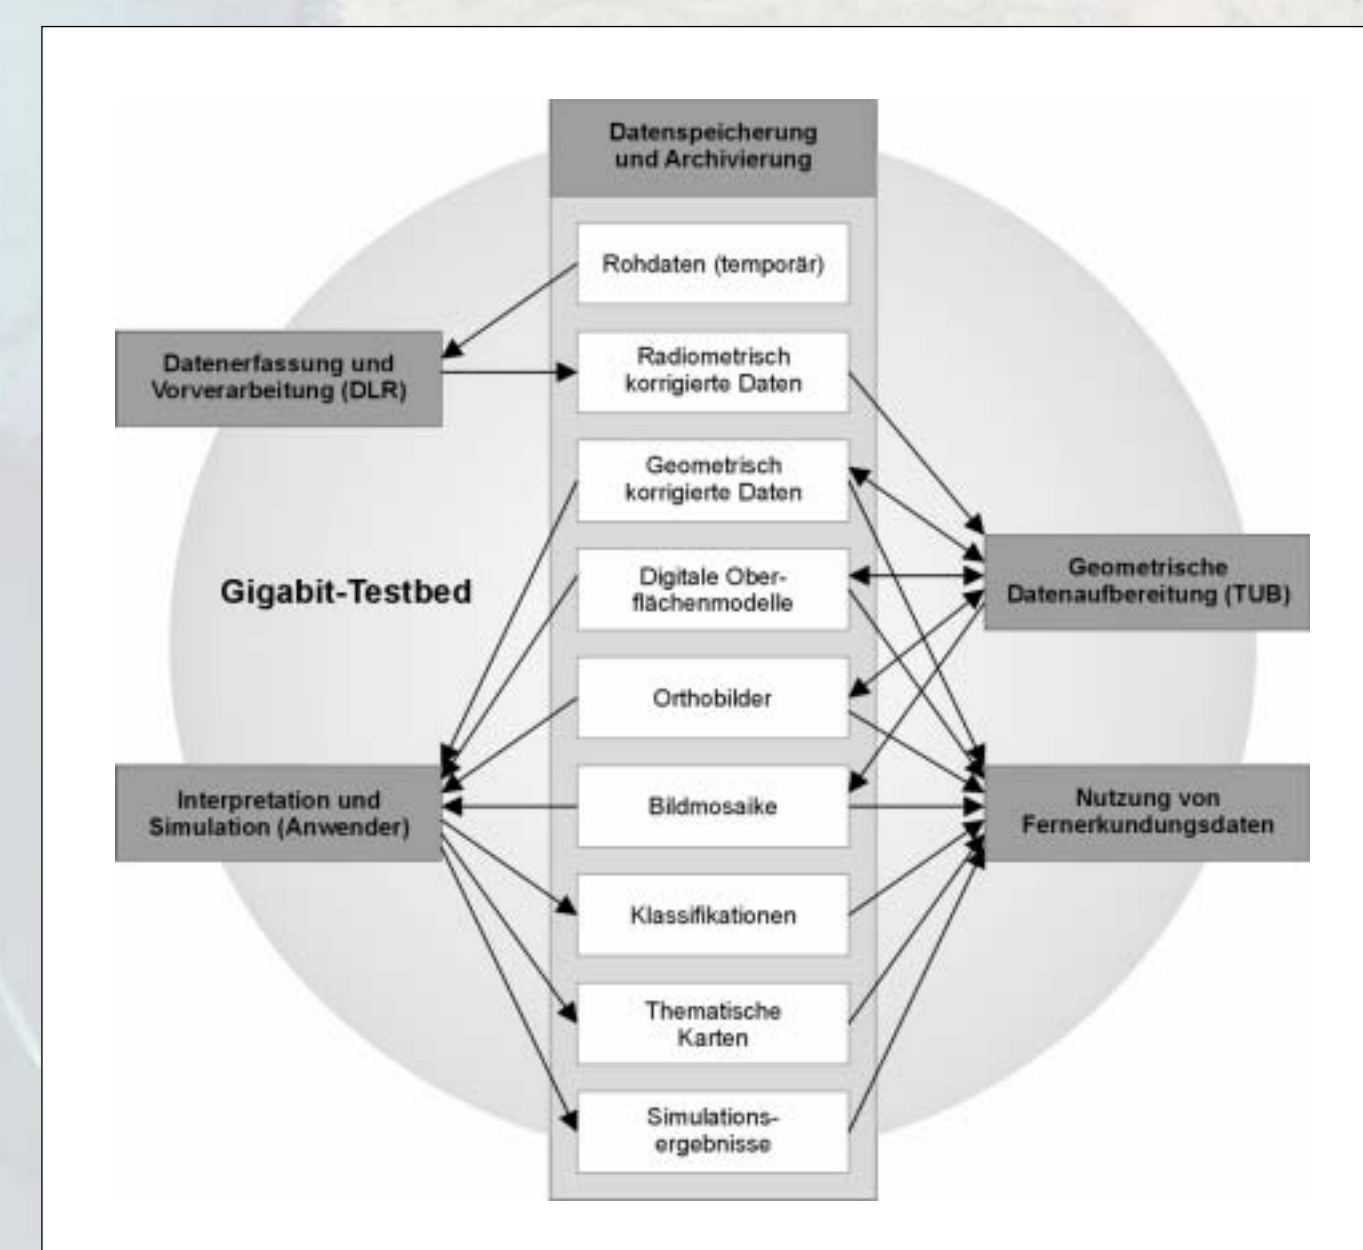 Datenspeicherung
und Archivierung
Rohdaten (temporär)
Datenerfassung und
Vorverarbeitung (DLR)
Radiometrisch
korrigierte Daten
Geometrisch
korrigierte Daten
Gigabit-Testbed
Digitale Ober-
flächenmodelle
Geometrische
Datenaufbereitung (TUB)
Orthobilder
Interpretation und
Simulation (Anwender)
Bildmosaike
Nutzung von
Fernerkundungsdaten
Klassifikationen
Thematische
Karten
Simulations-
ergebnisse